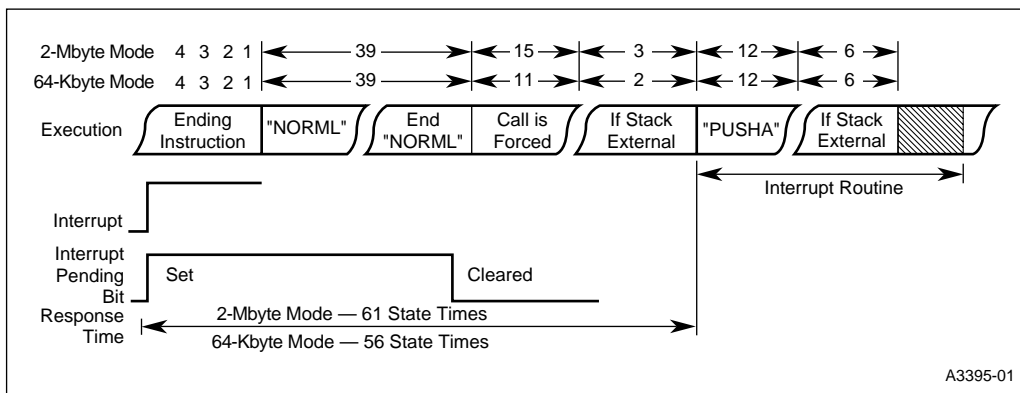 2-Mbyte Mode 4 3 2 1 39 15 3 12 6
64-Kbyte Mode 4 3 2 1 39 11 2 12 6
Execution Ending Instruction "NORML" End "NORML" Call is Forced If Stack External "PUSHA" If Stack External
Interrupt Routine
Interrupt
Interrupt Pending Bit Set Cleared
Response Time 2-Mbyte Mode — 61 State Times
64-Kbyte Mode — 56 State Times
A3395-01